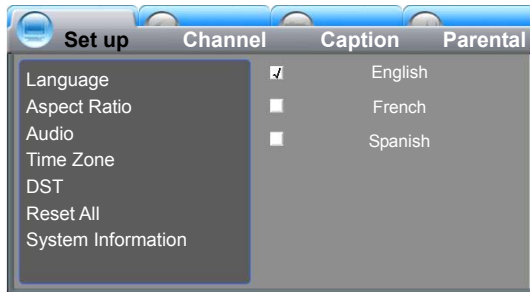 Set up Channel Caption Parental
Language
Aspect Ratio
Audio
Time Zone
DST
Reset All
System Information
English
French
Spanish